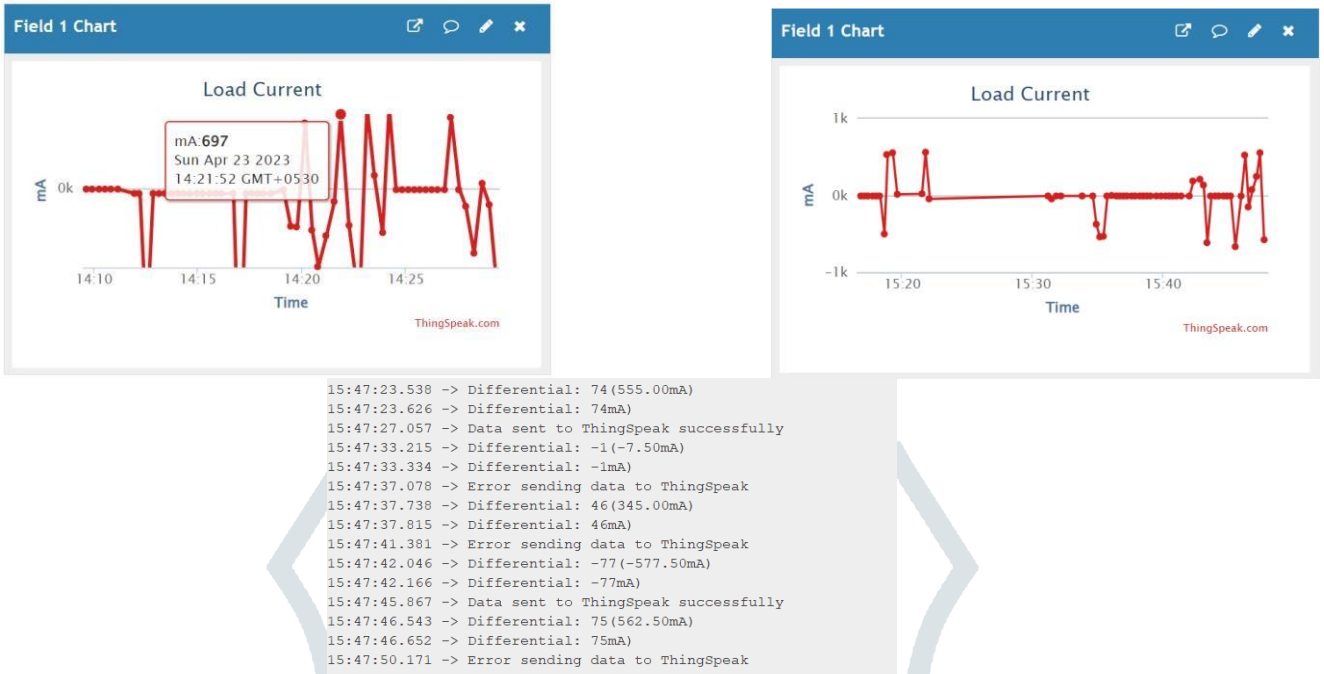 Field 1 Chart
Load Current
mA:697
Sun Apr 23 2023
14:21:52 GMT+0530
mA
0k
14:10
14:15
14:20
14:25
Time
ThingSpeak.com
Field 1 Chart
Load Current
1k
mA
0k
-1k
15:20
15:30
15:40
Time
ThingSpeak.com
15:47:23.538 -> Differential: 74(555.00mA)
15:47:23.626 -> Differential: 74mA)
15:47:27.057 -> Data sent to ThingSpeak successfully
15:47:33.215 -> Differential: -1(-7.50mA)
15:47:33.334 -> Differential: -1mA)
15:47:37.078 -> Error sending data to ThingSpeak
15:47:37.738 -> Differential: 46(345.00mA)
15:47:37.815 -> Differential: 46mA)
15:47:41.381 -> Error sending data to ThingSpeak
15:47:42.046 -> Differential: -77(-577.50mA)
15:47:42.166 -> Differential: -77mA)
15:47:45.867 -> Data sent to ThingSpeak successfully
15:47:46.543 -> Differential: 75(562.50mA)
15:47:46.652 -> Differential: 75mA)
15:47:50.171 -> Error sending data to ThingSpeak